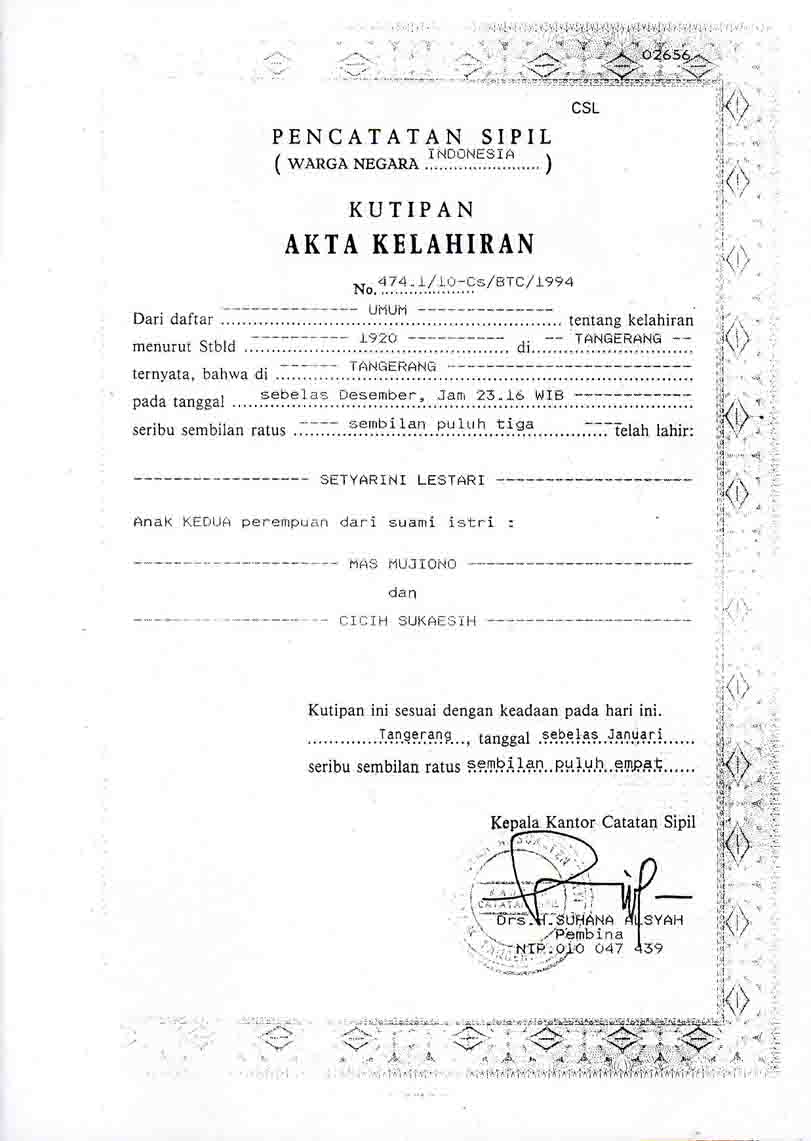 02656
CSL
PENCATATAN SIPIL
( WARGA NEGARA INDONESIA )
KUTIPAN
AKTA KELAHIRAN
No. 474.1/10-Cs/BTC/1994
Dari daftar UMUM tentang kelahiran
menurut Stbld 1920 di TANGERANG
ternyata, bahwa di TANGERANG
pada tanggal sebelas Desember, Jam 23.16 WIB
seribu sembilan ratus sembilan puluh tiga telah lahir:
SETYARINI LESTARI
Anak KEDUA perempuan dari suami istri :
MAS MUJIONO
dan
CICIH SUKAESIH
Kutipan ini sesuai dengan keadaan pada hari ini.
Tangerang, tanggal sebelas Januari
seribu sembilan ratus sembilan puluh empat
Kepala Kantor Catatan Sipil
CATATAN SIPIL
Drs.H.SUHANA ALSYAH
Pembina
NIP.010 047 439